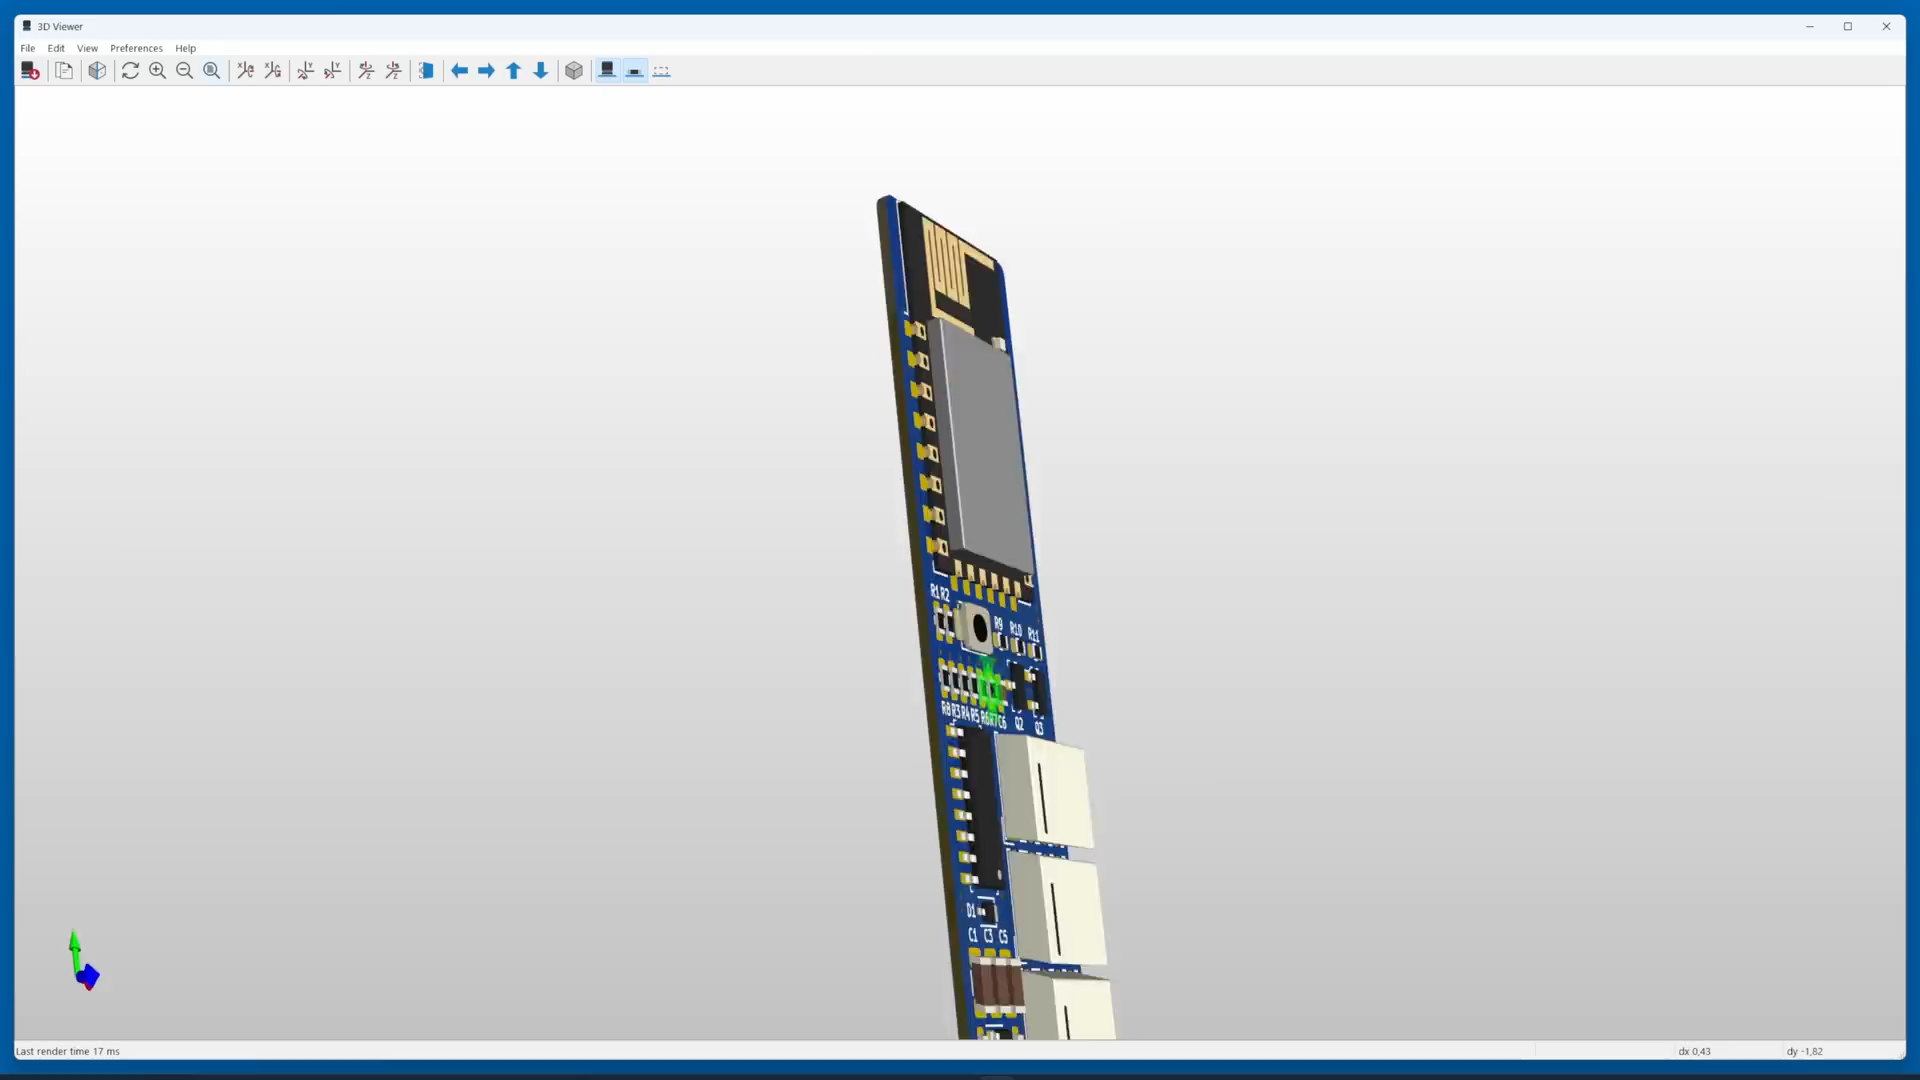 3D Viewer
File Edit View Preferences Help
R1 R2
R9 R10 R11
R8 R3 R4 R5 R6 R7 C6 Q2 Q3
D1
C1 C3 C5
Last render time 17 ms dx 0,43 dy -1,82